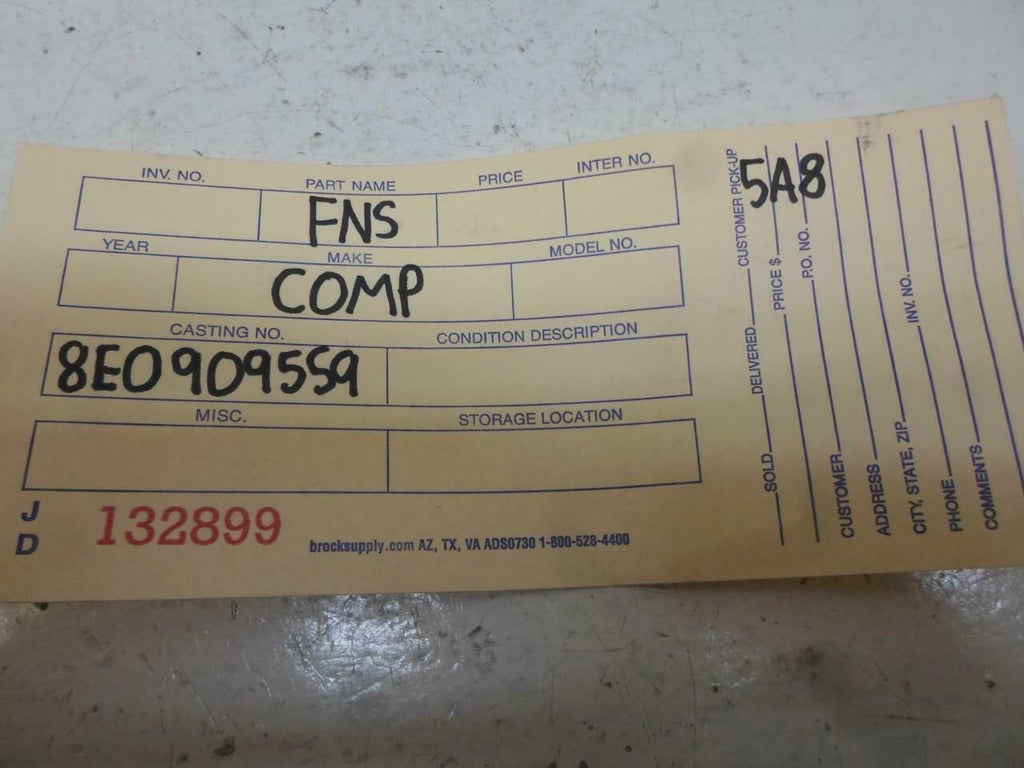 INV. NO. PART NAME PRICE INTER NO.
FNS
YEAR MAKE MODEL NO.
COMP
CASTING NO. CONDITION DESCRIPTION
8E0909559
MISC. STORAGE LOCATION
J D
132899
brocksupply.com AZ, TX, VA ADS0730 1-800-528-4400
5A8
SOLD DELIVERED CUSTOMER PICK-UP
PRICE $
P.O. NO.
CUSTOMER
ADDRESS
CITY, STATE, ZIP INV. NO.
PHONE
COMMENTS